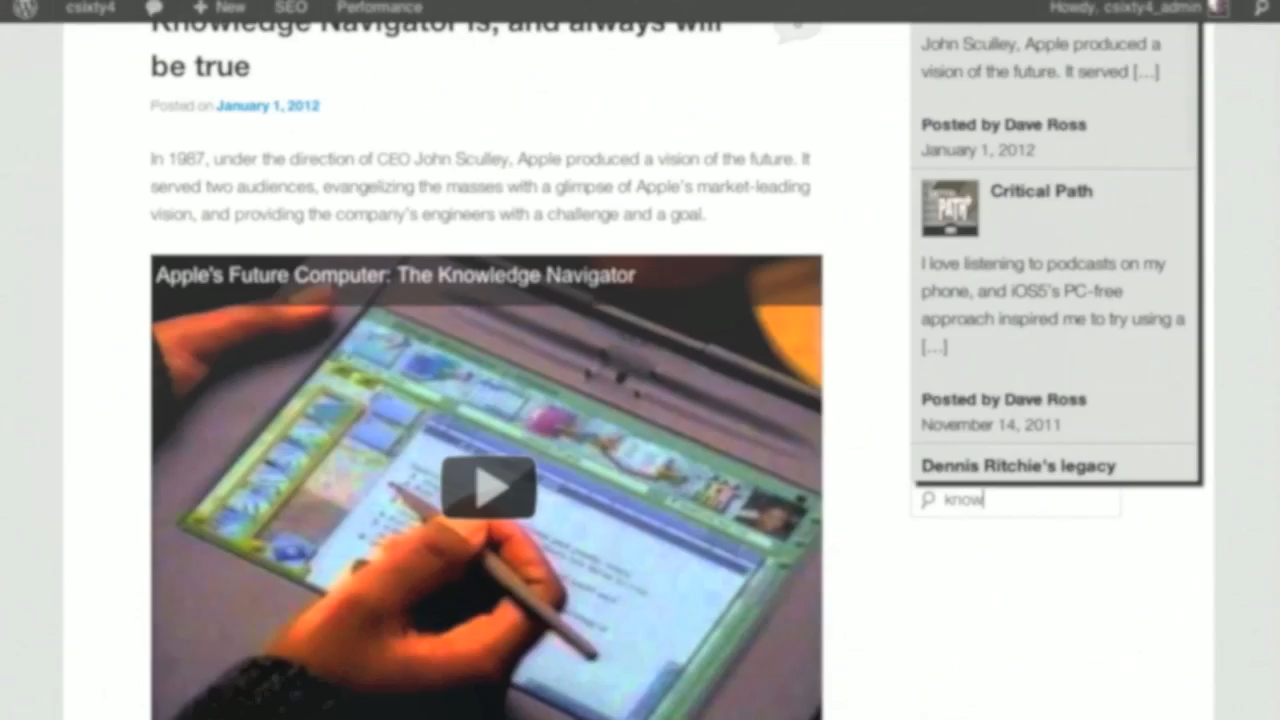 csixty4
New
SEO
Performance
Howdy, csixty4_admin
Knowledge Navigator is, and always will
be true
Posted on January 1, 2012
In 1987, under the direction of CEO John Sculley, Apple produced a vision of the future. It
served two audiences, evangelizing the masses with a glimpse of Apple's market-leading
vision, and providing the company's engineers with a challenge and a goal.
Apple's Future Computer: The Knowledge Navigator
John Sculley, Apple produced a
vision of the future. It served [...]
Posted by Dave Ross
January 1, 2012
PATH
Critical Path
I love listening to podcasts on my
phone, and iOS5's PC-free
approach inspired me to try using a
[...]
Posted by Dave Ross
November 14, 2011
Dennis Ritchie's legacy
know